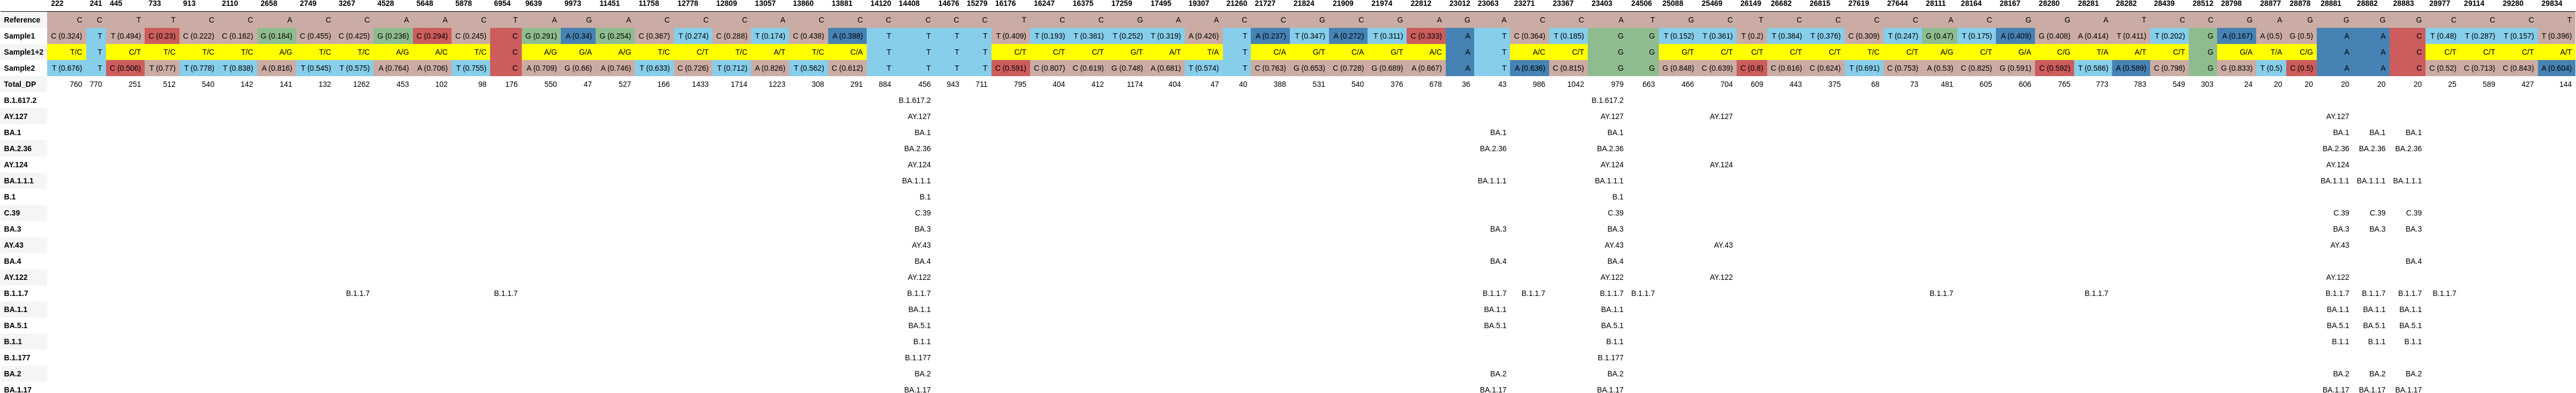 222 241 445 733 913 2110 2658 2749 3267 4528 5648 5878 6954 9639 9973 11451 11758 12778 12809 13057 13860 13881 14120 14408 14676 15279 16176 16247 16375 17259 17495 19307 21260 21727 21824 21909 21974 22812 23012 23063 23271 23367 23403 24506 25088 25469 26149 26682 26815 27619 27644 28111 28164 28167 28280 28281 28282 28439 28512 28798 28877 28878 28881 28882 28883 28977 29114 29280 29834
Reference C C T T C C A C C A A C T A G A C C C A C C C C C C T C C G A A C C G C G A G A C C A T G C T C C C C A C G G A T C C G A G G G G C C C T
Sample1 C (0.324) T T (0.494) C (0.23) C (0.222) C (0.162) G (0.184) C (0.455) C (0.425) G (0.236) C (0.294) C (0.245) C G (0.291) A (0.34) G (0.254) C (0.367) T (0.274) C (0.288) T (0.174) C (0.438) A (0.388) T T T T T (0.409) T (0.193) T (0.381) T (0.252) T (0.319) A (0.426) T A (0.237) T (0.347) A (0.272) T (0.311) C (0.333) A T C (0.364) T (0.185) G G T (0.152) T (0.361) T (0.2) T (0.384) T (0.376) C (0.309) T (0.247) G (0.47) T (0.175) A (0.409) G (0.408) A (0.414) T (0.411) T (0.202) G A (0.167) A (0.5) G (0.5) A A C T (0.48) T (0.287) T (0.157) T (0.396)
Sample1+2 T/C T C/T T/C T/C T/C A/G T/C T/C A/G A/C T/C C A/G G/A A/G T/C C/T T/C A/T T/C C/A T T T T C/T C/T C/T G/T A/T T/A T C/A G/T C/A G/T A/C A T A/C C/T G G G/T C/T C/T C/T C/T T/C C/T A/G C/T G/A C/G T/A A/T C/T G G/A T/A C/G A A C C/T C/T C/T A/T
Sample2 T (0.676) T C (0.506) T (0.77) T (0.778) T (0.838) A (0.816) T (0.545) T (0.575) A (0.764) A (0.706) T (0.755) C A (0.709) G (0.66) A (0.746) T (0.633) C (0.726) T (0.712) A (0.826) T (0.562) C (0.612) T T T T C (0.591) C (0.807) C (0.619) G (0.748) A (0.681) T (0.574) T C (0.763) G (0.653) C (0.728) G (0.689) A (0.667) A T A (0.636) C (0.815) G G G (0.848) C (0.639) C (0.8) C (0.616) C (0.624) T (0.691) C (0.753) A (0.53) C (0.825) G (0.591) C (0.592) T (0.586) A (0.589) C (0.798) G G (0.833) T (0.5) C (0.5) A A C C (0.52) C (0.713) C (0.843) A (0.604)
Total_DP 760 770 251 512 540 142 141 132 1262 453 102 98 176 550 47 527 166 1433 1714 1223 308 291 884 456 943 711 795 404 412 1174 404 47 40 388 531 540 376 678 36 43 986 1042 979 663 466 704 609 443 375 68 73 481 605 606 765 773 783 549 303 24 20 20 20 20 20 25 589 427 144
B.1.617.2 B.1.617.2 B.1.617.2
AY.127 AY.127 AY.127 AY.127 AY.127
BA.1 BA.1 BA.1 BA.1 BA.1 BA.1 BA.1
BA.2.36 BA.2.36 BA.2.36 BA.2.36 BA.2.36 BA.2.36 BA.2.36
AY.124 AY.124 AY.124 AY.124 AY.124
BA.1.1.1 BA.1.1.1 BA.1.1.1 BA.1.1.1 BA.1.1.1 BA.1.1.1 BA.1.1.1
B.1 B.1 B.1
C.39 C.39 C.39 C.39 C.39 C.39
BA.3 BA.3 BA.3 BA.3 BA.3 BA.3 BA.3
AY.43 AY.43 AY.43 AY.43 AY.43
BA.4 BA.4 BA.4 BA.4 BA.4
AY.122 AY.122 AY.122 AY.122 AY.122
B.1.1.7 B.1.1.7 B.1.1.7 B.1.1.7 B.1.1.7 B.1.1.7 B.1.1.7 B.1.1.7 B.1.1.7 B.1.1.7 B.1.1.7 B.1.1.7 B.1.1.7 B.1.1.7
BA.1.1 BA.1.1 BA.1.1 BA.1.1 BA.1.1 BA.1.1 BA.1.1
BA.5.1 BA.5.1 BA.5.1 BA.5.1 BA.5.1 BA.5.1 BA.5.1
B.1.1 B.1.1 B.1.1 B.1.1 B.1.1 B.1.1
B.1.177 B.1.177 B.1.177
BA.2 BA.2 BA.2 BA.2 BA.2 BA.2 BA.2
BA.1.17 BA.1.17 BA.1.17 BA.1.17 BA.1.17 BA.1.17 BA.1.17